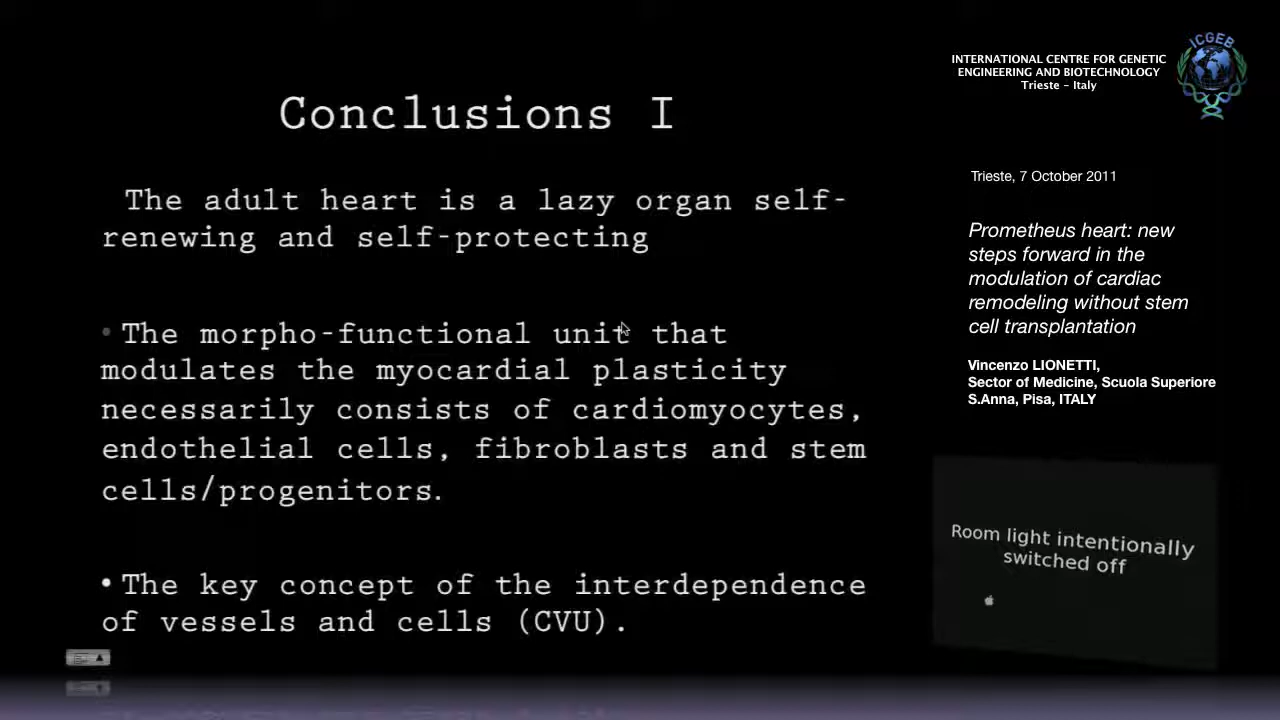 Conclusions I
The adult heart is a lazy organ self-
renewing and self-protecting
• The morpho-functional unit that
modulates the myocardial plasticity
necessarily consists of cardiomyocytes,
endothelial cells, fibroblasts and stem
cells/progenitors.
• The key concept of the interdependence
of vessels and cells (CVU).
INTERNATIONAL CENTRE FOR GENETIC
ENGINEERING AND BIOTECHNOLOGY
Trieste - Italy
ICGEB
Trieste, 7 October 2011
Prometheus heart: new
steps forward in the
modulation of cardiac
remodeling without stem
cell transplantation
Vincenzo LIONETTI,
Sector of Medicine, Scuola Superiore
S.Anna, Pisa, ITALY
Room light intentionally
switched off